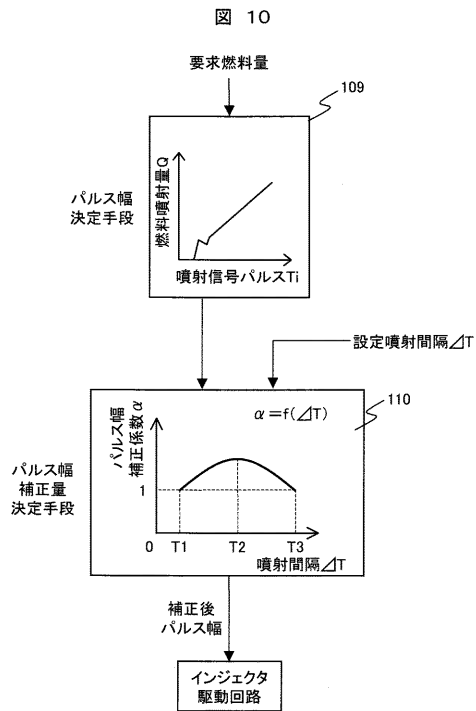 図 10
要求燃料量
109
パルス幅
決定手段
燃料噴射量Q
噴射信号パルスTi
設定噴射間隔⊿T
110
α=f(⊿T)
パルス幅
補正量
決定手段
パルス幅
補正係数α
1
0 T1 T2 T3
噴射間隔⊿T
補正後
パルス幅
インジェクタ
駆動回路